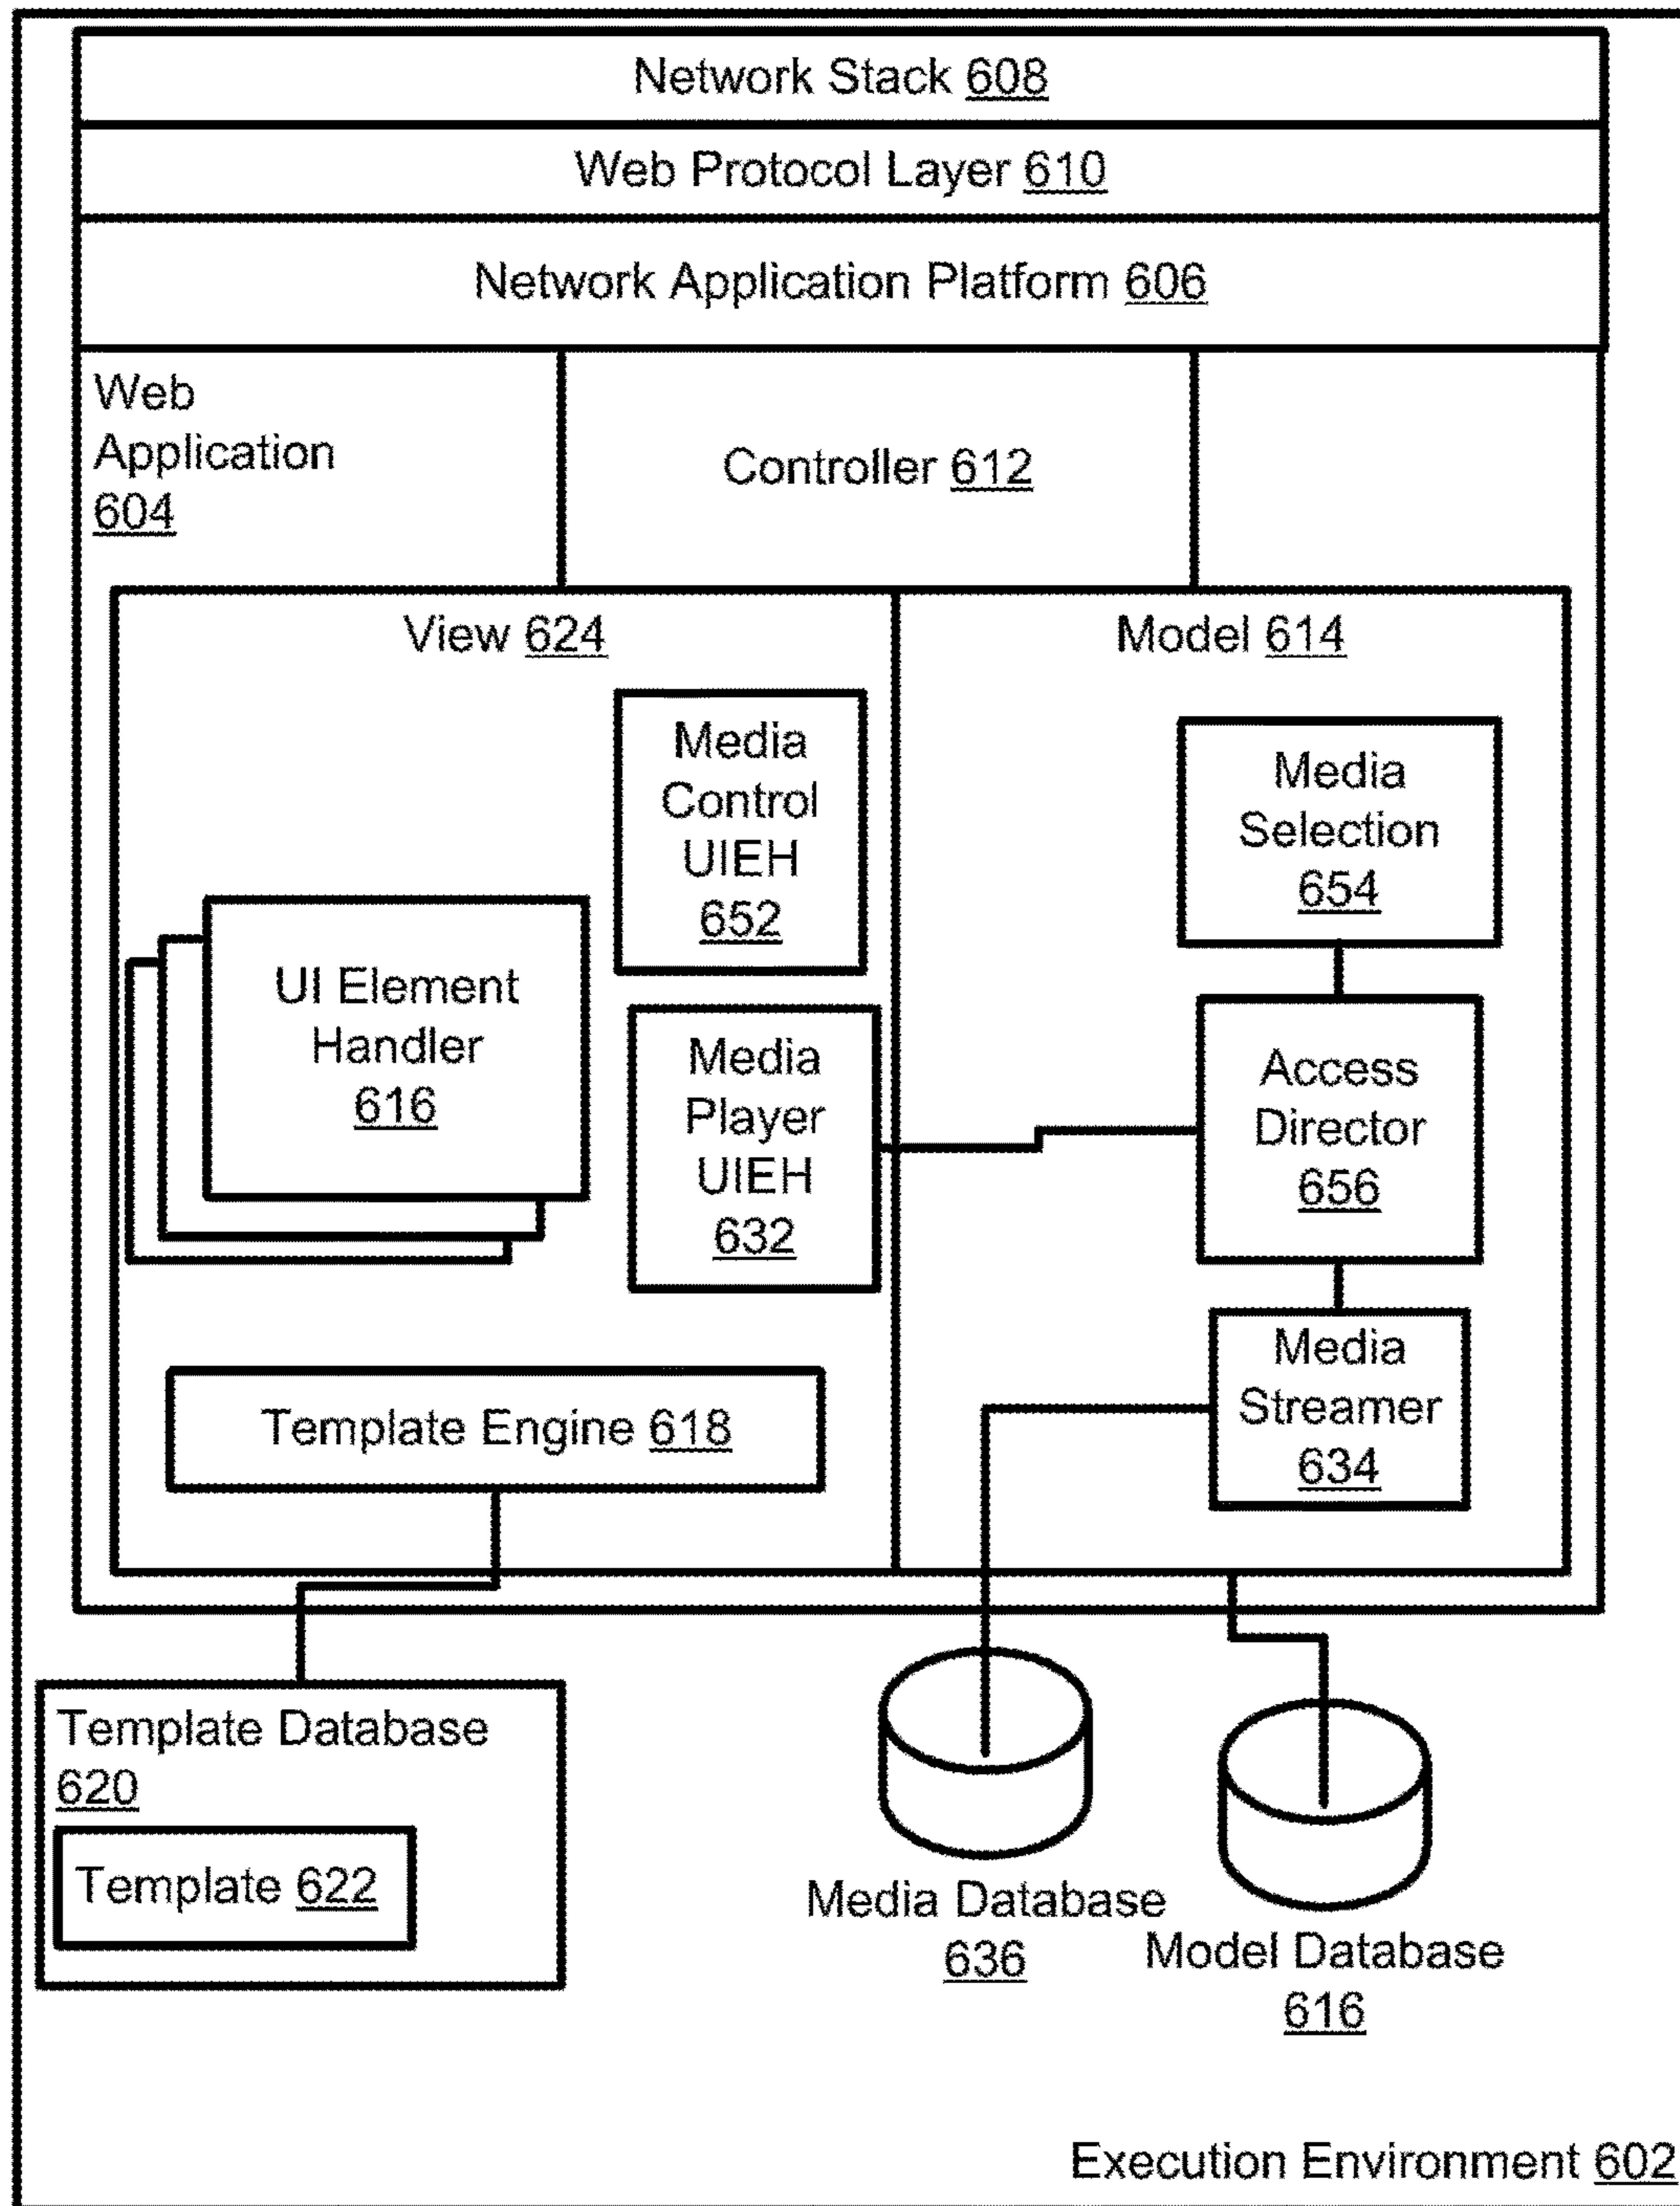 Network Stack 608
Web Protocol Layer 610
Network Application Platform 606
Web
Application
604
Controller 612
View 624
Media
Control
UIEH
652
UI Element
Handler
616
Media
Player
UIEH
632
Template Engine 618
Model 614
Media
Selection
654
Access
Director
656
Media
Streamer
634
Template Database
620
Template 622
Media Database
636
Model Database
616
Execution Environment 602